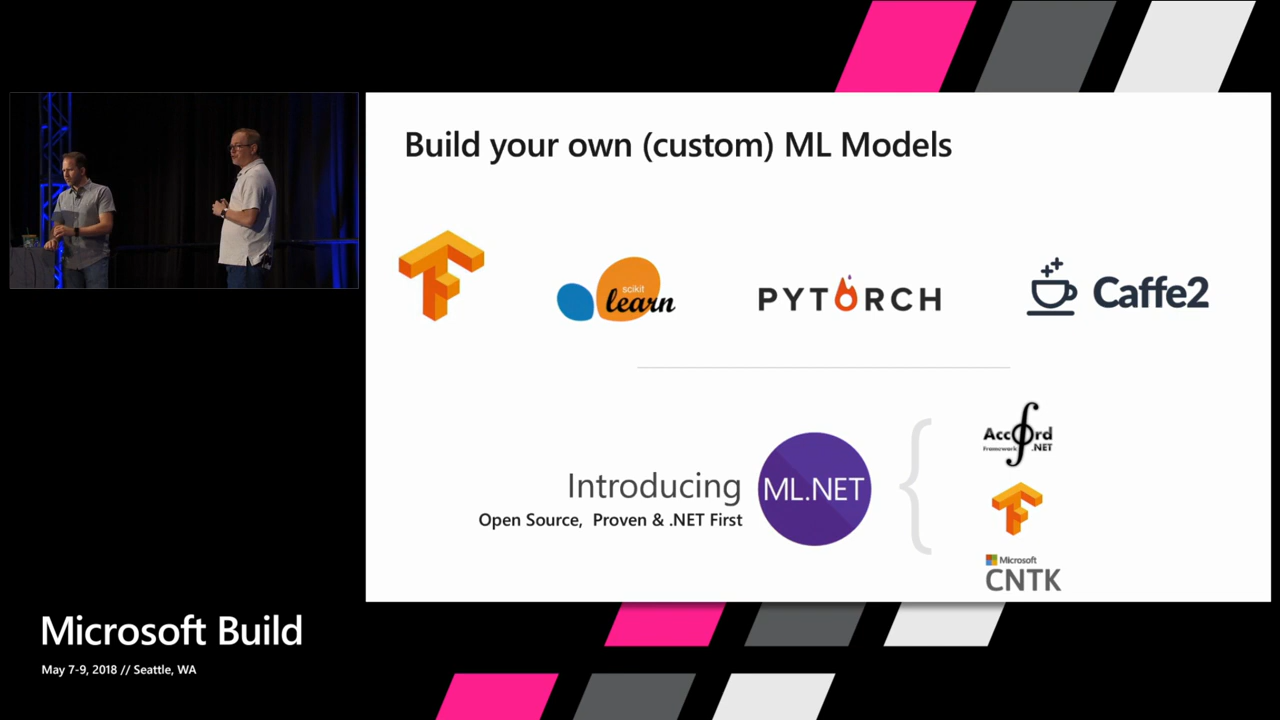 Build your own (custom) ML Models
scikit
learn
PYTORCH
Caffe2
Introducing
Open Source, Proven & .NET First
ML.NET
Accord
Framework .NET
Microsoft
CNTK
Microsoft Build
May 7-9, 2018 // Seattle, WA